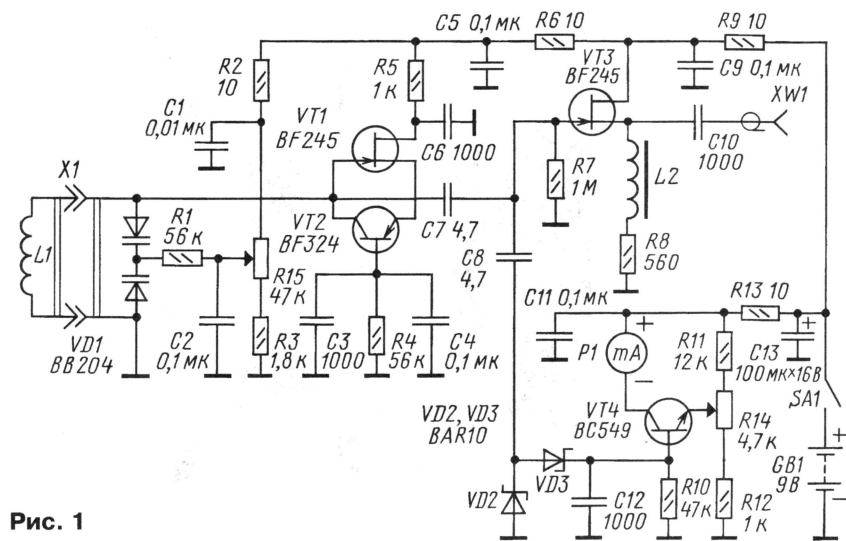 C5 0,1 мк
R6 10
R9 10
R2
10
R5
1 к
VT3
BF245
C9 0,1 мк
XW1
C1
0,01 мк
VT1
BF245
C6 1000
C10
1000
X1
R7
1 М
L2
R1
56 к
VT2
BF324
C7 4,7
C8
4,7
R8
560
L1
R15
47 к
C11 0,1 мк
R13 10
VD1
BB204
C2
0,1 мк
R3
1,8 к
C3
1000
R4
56 к
C4
0,1 мк
P1
mA
+
−
R11
12 к
+
C13
100 мк×16 В
SA1
VD2, VD3
BAR10
VT4
BC549
R14
4,7 к
+
GB1
9 В
−
VD2
VD3
C12
1000
R10
47 к
R12
1 к
Рис. 1